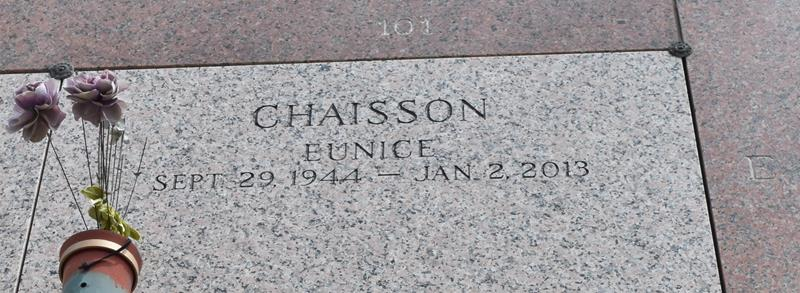 101
CHAISSON
EUNICE
SEPT. 29, 1944 — JAN. 2, 2013
E